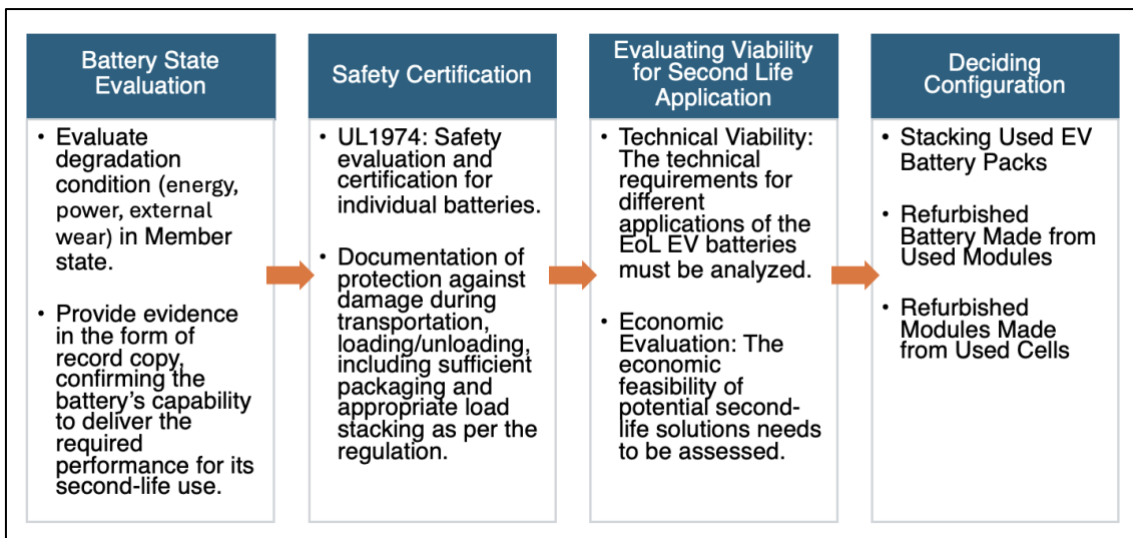 Battery State
Evaluation
• Evaluate
degradation
condition (energy,
power, external
wear) in Member
state.
• Provide evidence
in the form of
record copy,
confirming the
battery's capability
to deliver the
required
performance for its
second-life use.
Safety Certification
• UL1974: Safety
evaluation and
certification for
individual batteries.
• Documentation of
protection against
damage during
transportation,
loading/unloading,
including sufficient
packaging and
appropriate load
stacking as per the
regulation.
Evaluating Viability
for Second Life
Application
• Technical Viability:
The technical
requirements for
different
applications of the
EoL EV batteries
must be analyzed.
• Economic
Evaluation: The
economic
feasibility of
potential second-
life solutions needs
to be assessed.
Deciding
Configuration
• Stacking Used EV
Battery Packs
• Refurbished
Battery Made from
Used Modules
• Refurbished
Modules Made
from Used Cells